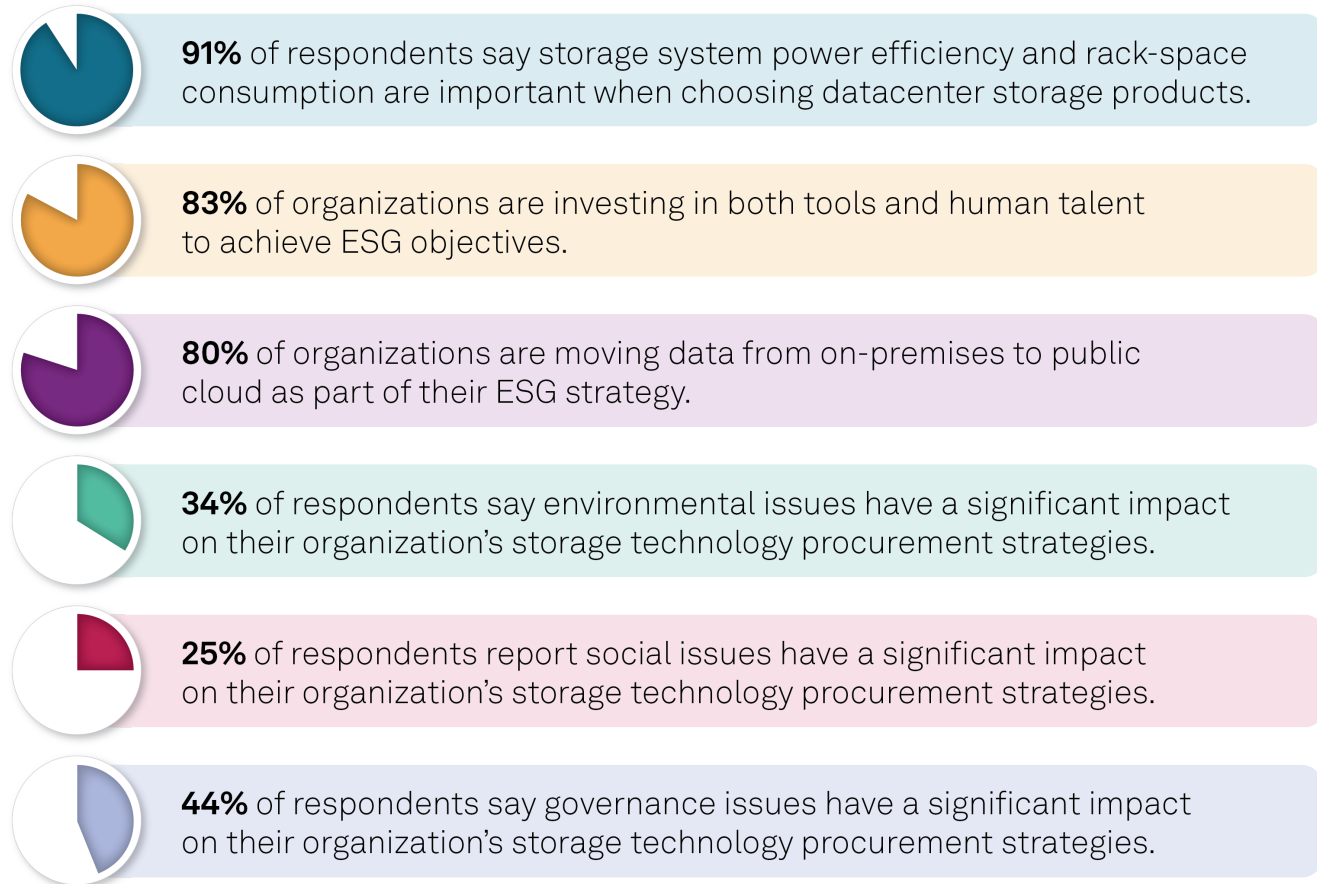 91% of respondents say storage system power efficiency and rack-space
consumption are important when choosing datacenter storage products.
83% of organizations are investing in both tools and human talent
to achieve ESG objectives.
80% of organizations are moving data from on-premises to public
cloud as part of their ESG strategy.
34% of respondents say environmental issues have a significant impact
on their organization’s storage technology procurement strategies.
25% of respondents report social issues have a significant impact
on their organization’s storage technology procurement strategies.
44% of respondents say governance issues have a significant impact
on their organization’s storage technology procurement strategies.